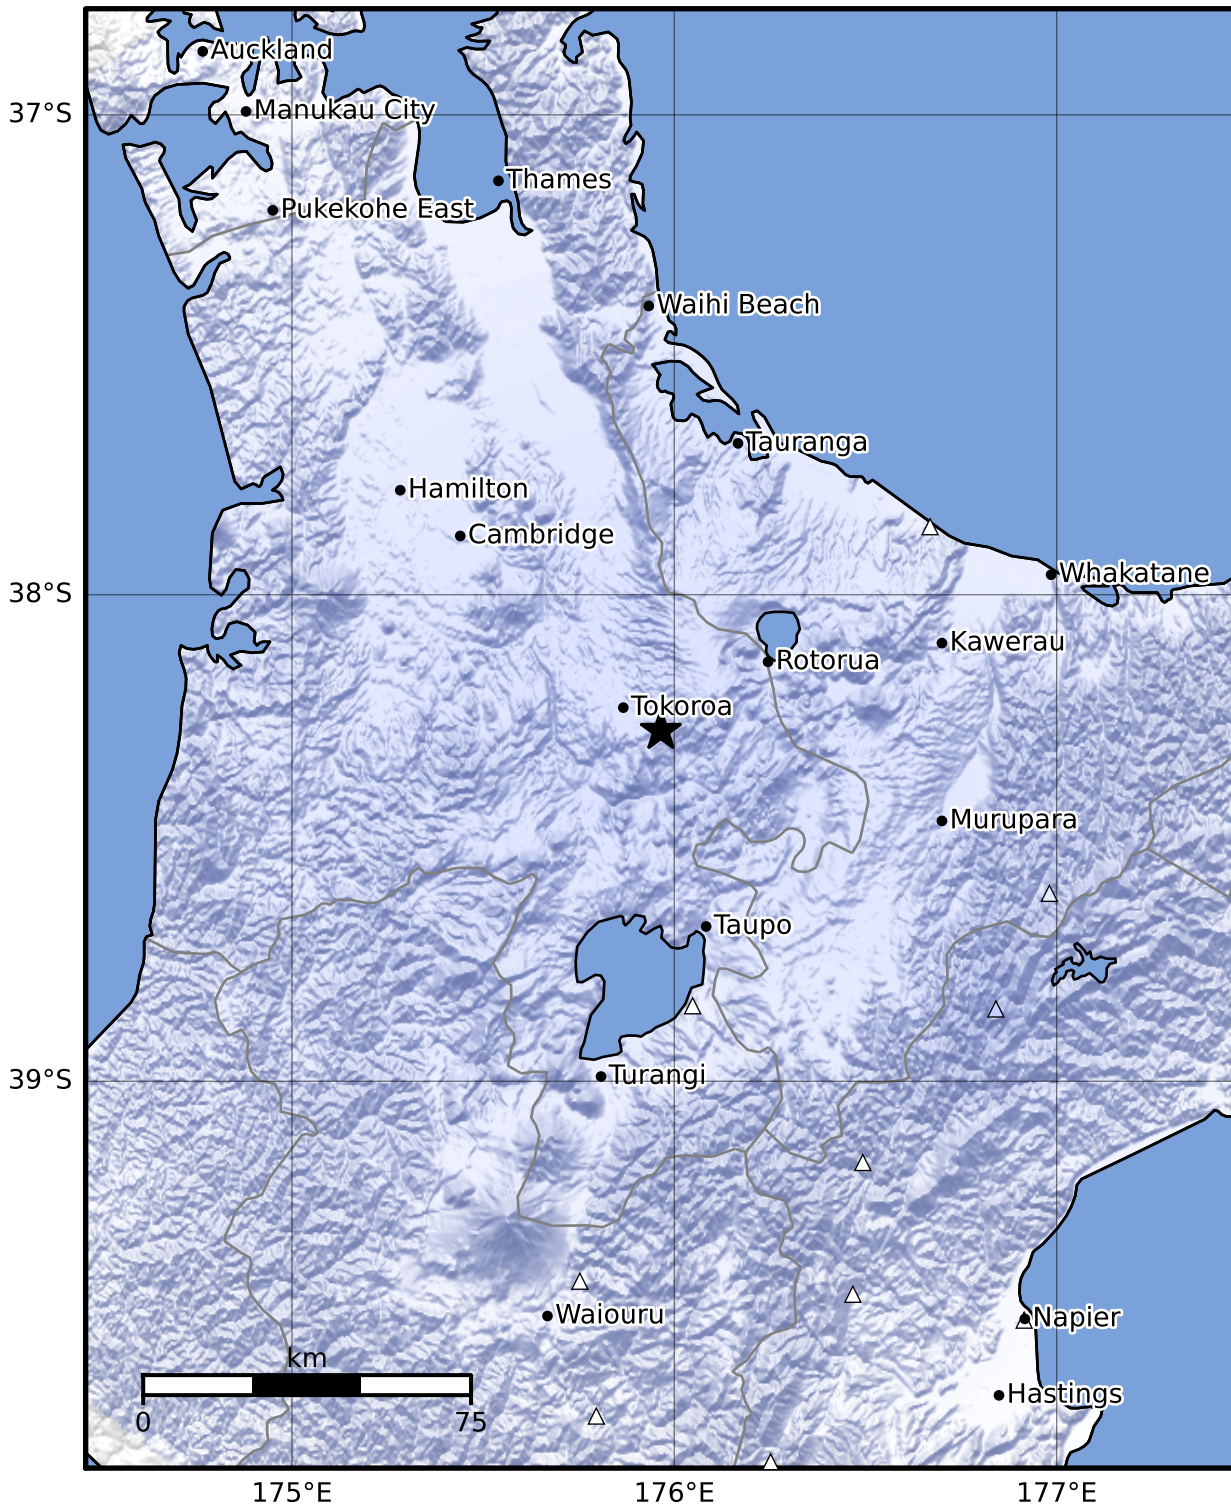 Auckland
37°S
Manukau City
Thames
Pukekohe East
Waihi Beach
Tauranga
Hamilton
Cambridge
Whakatane
38°S
Kawerau
Rotorua
Tokoroa
Murupara
Taupo
Turangi
39°S
Waiouru
Napier
km
Hastings
0 75
175°E 176°E 177°E